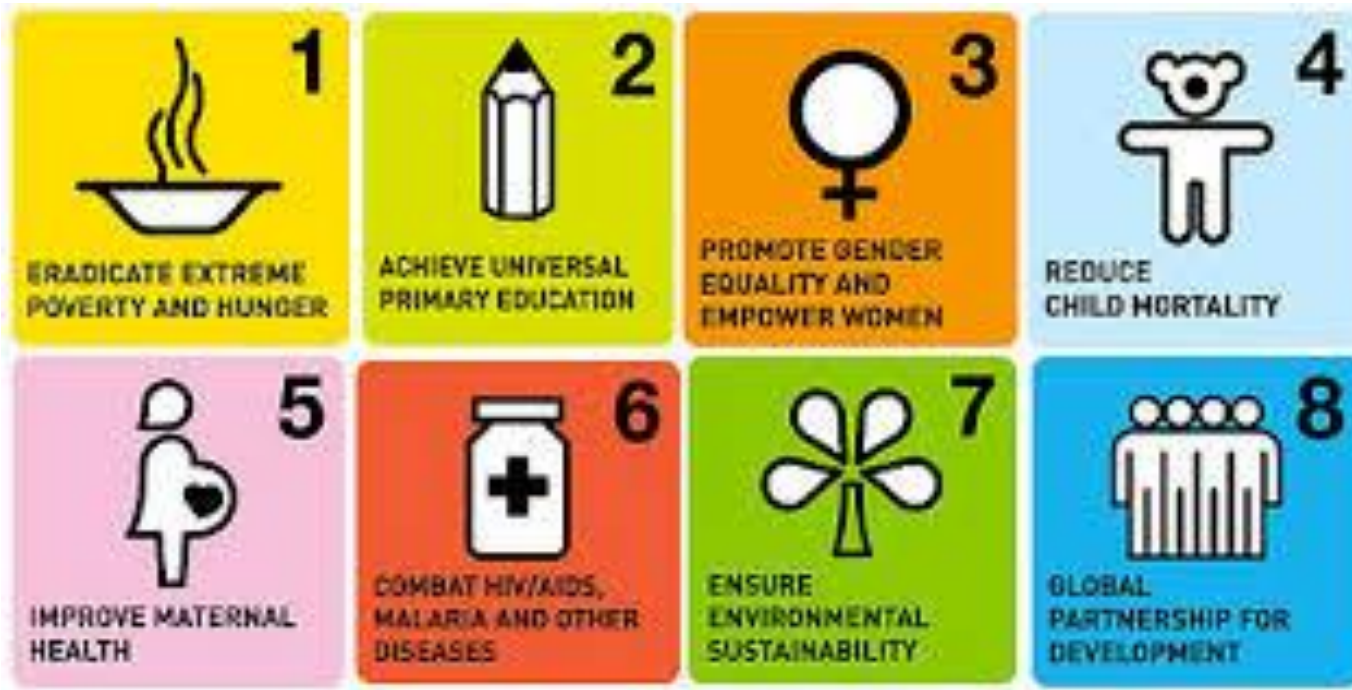 1
ERADICATE EXTREME
POVERTY AND HUNGER
2
ACHIEVE UNIVERSAL
PRIMARY EDUCATION
3
PROMOTE GENDER
EQUALITY AND
EMPOWER WOMEN
4
REDUCE
CHILD MORTALITY
5
IMPROVE MATERNAL
HEALTH
6
COMBAT HIV/AIDS,
MALARIA AND OTHER
DISEASES
7
ENSURE
ENVIRONMENTAL
SUSTAINABILITY
8
GLOBAL
PARTNERSHIP FOR
DEVELOPMENT